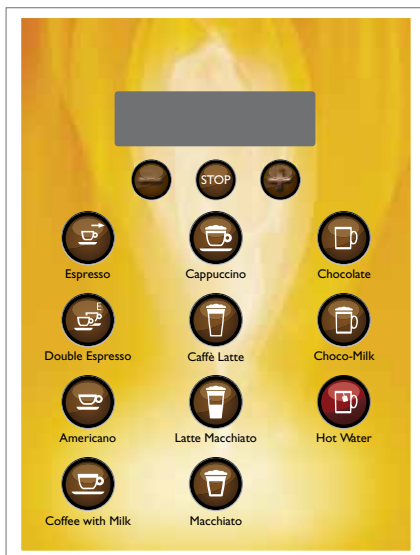 STOP
Espresso Cappuccino Chocolate
E
Double Espresso Caffè Latte Choco-Milk
Americano Latte Macchiato Hot Water
Coffee with Milk Macchiato